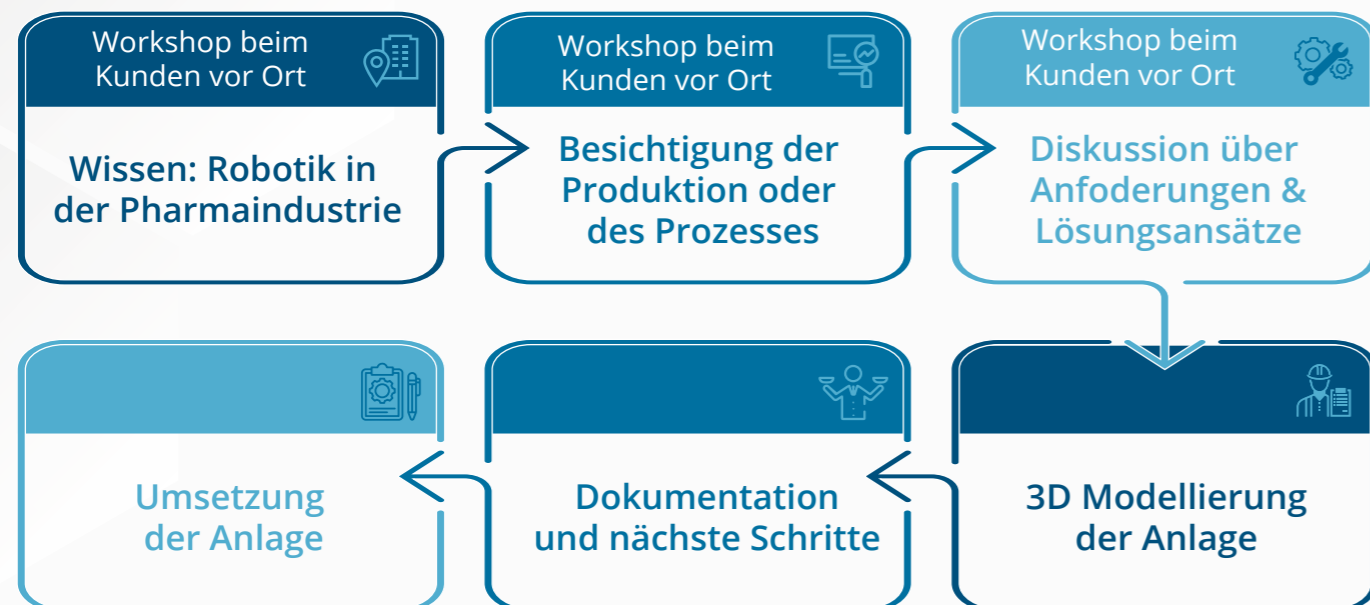 Workshop beim
Kunden vor Ort
Wissen: Robotik in
der Pharmaindustrie
Workshop beim
Kunden vor Ort
Besichtigung der
Produktion oder
des Prozesses
Workshop beim
Kunden vor Ort
Diskussion über
Anfoderungen &
Lösungsansätze
3D Modellierung
der Anlage
Dokumentation
und nächste Schritte
Umsetzung
der Anlage